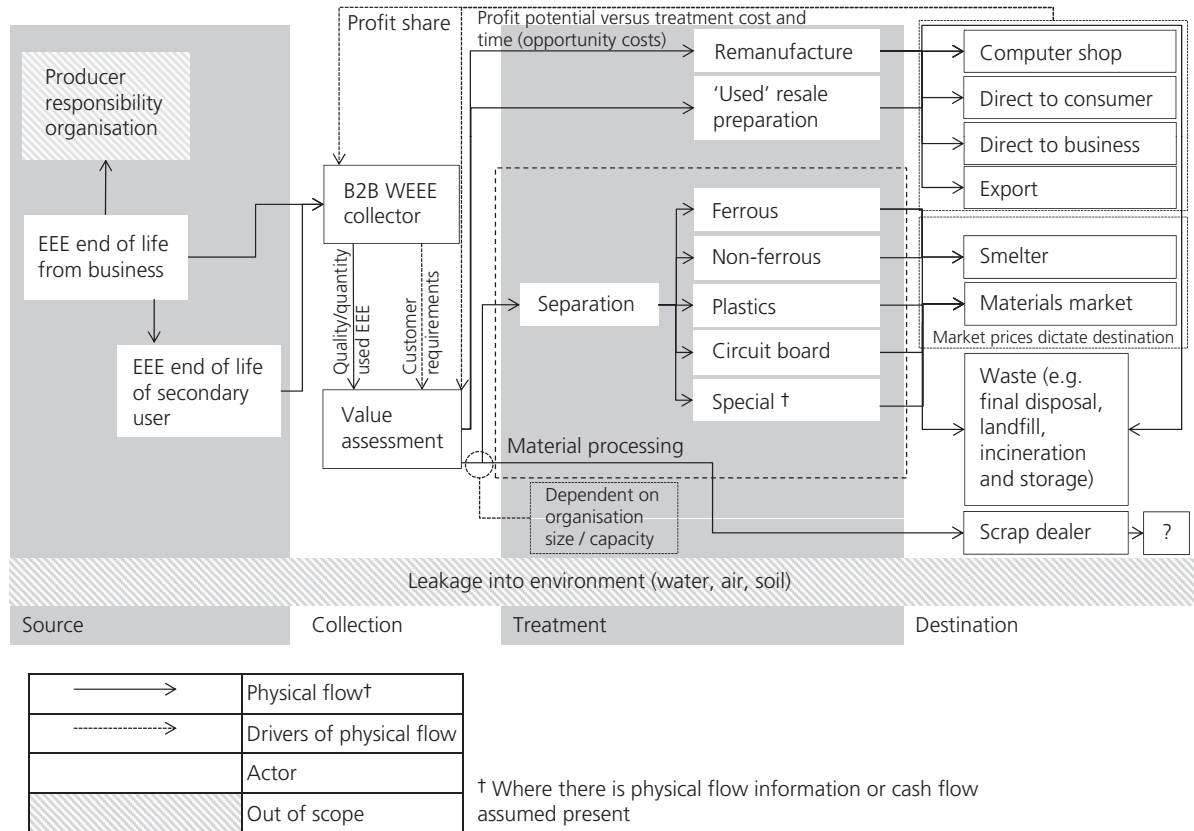 Profit share
Profit potential versus treatment cost and
time (opportunity costs)
Producer
responsibility
organisation
EEE end of life
from business
EEE end of life
of secondary
user
B2B WEEE
collector
Quality/quantity
used EEE
Customer
requirements
Value
assessment
Remanufacture
‘Used’ resale
preparation
Separation
Ferrous
Non-ferrous
Plastics
Circuit board
Special †
Material processing
Dependent on
organisation
size / capacity
Computer shop
Direct to consumer
Direct to business
Export
Smelter
Materials market
Market prices dictate destination
Waste (e.g.
final disposal,
landfill,
incineration
and storage)
Scrap dealer
?
Leakage into environment (water, air, soil)
Source
Collection
Treatment
Destination
Physical flow†
Drivers of physical flow
Actor
Out of scope
† Where there is physical flow information or cash flow
assumed present